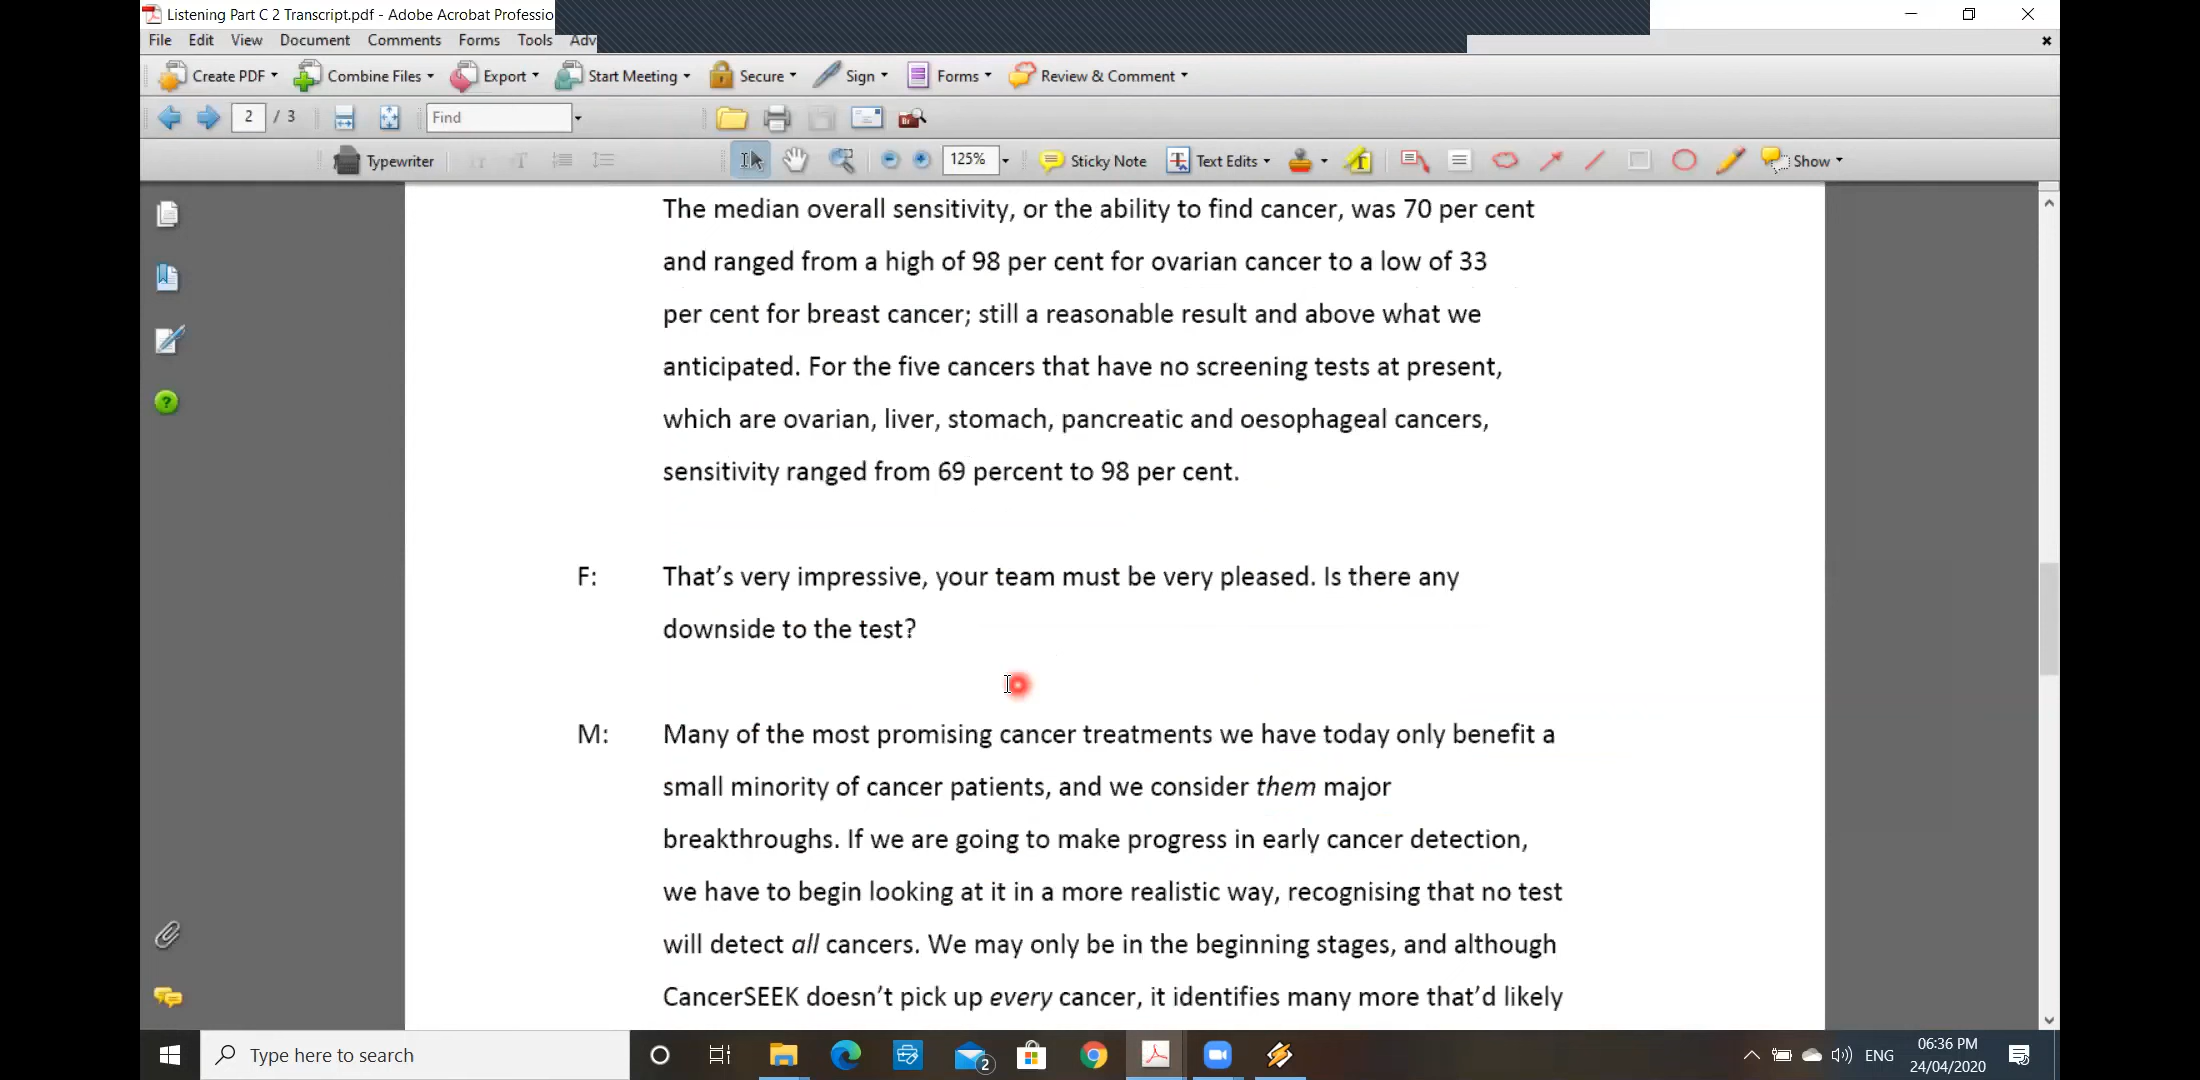 Listening Part C 2 Transcript.pdf - Adobe Acrobat Professio
File Edit View Document Comments Forms Tools Adv
Create PDF Combine Files Export Start Meeting Secure Sign Forms Review & Comment
2 / 3 Find
Typewriter 125% Sticky Note Text Edits Show
The median overall sensitivity, or the ability to find cancer, was 70 per cent
and ranged from a high of 98 per cent for ovarian cancer to a low of 33
per cent for breast cancer; still a reasonable result and above what we
anticipated. For the five cancers that have no screening tests at present,
which are ovarian, liver, stomach, pancreatic and oesophageal cancers,
sensitivity ranged from 69 percent to 98 per cent.
F: That's very impressive, your team must be very pleased. Is there any
downside to the test?
M: Many of the most promising cancer treatments we have today only benefit a
small minority of cancer patients, and we consider them major
breakthroughs. If we are going to make progress in early cancer detection,
we have to begin looking at it in a more realistic way, recognising that no test
will detect all cancers. We may only be in the beginning stages, and although
CancerSEEK doesn't pick up every cancer, it identifies many more that'd likely
Type here to search 2 ENG 06:36 PM
24/04/2020